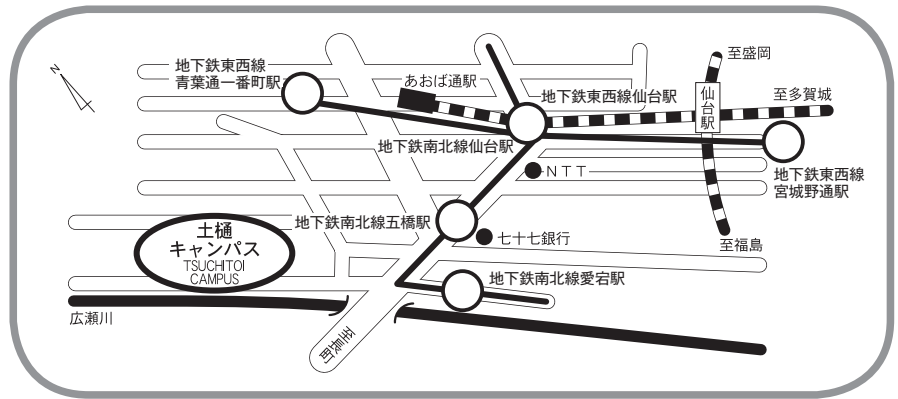 N
地下鉄東西線
青葉通一番町駅
あおば通駅
地下鉄東西線仙台駅
至盛岡
仙台駅
至多賀城
地下鉄南北線仙台駅
NTT
地下鉄東西線
宮城野通駅
地下鉄南北線五橋駅
七十七銀行
至福島
土樋
キャンパス
TSUCHITOI
CAMPUS
地下鉄南北線愛宕駅
広瀬川
至長町